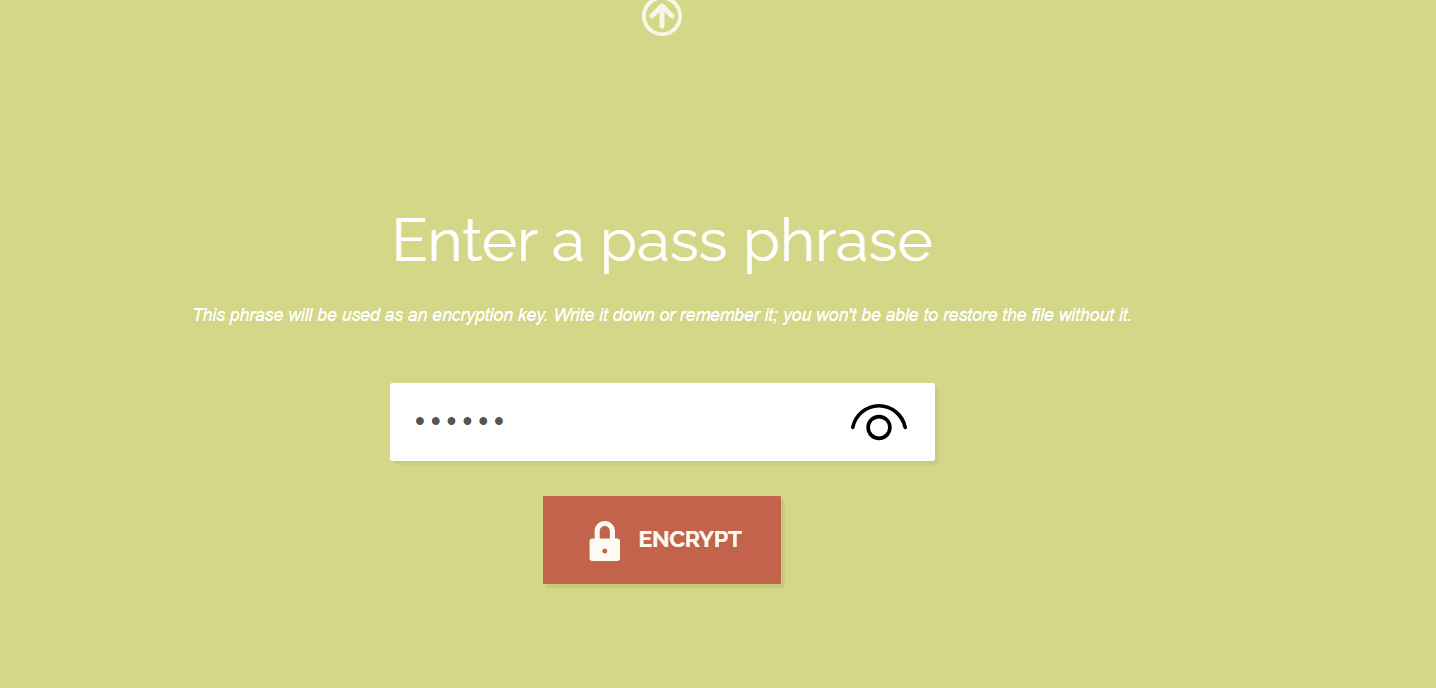 Enter a pass phrase
This phrase will be used as an encryption key. Write it down or remember it; you won't be able to restore the file without it.
••••••
ENCRYPT